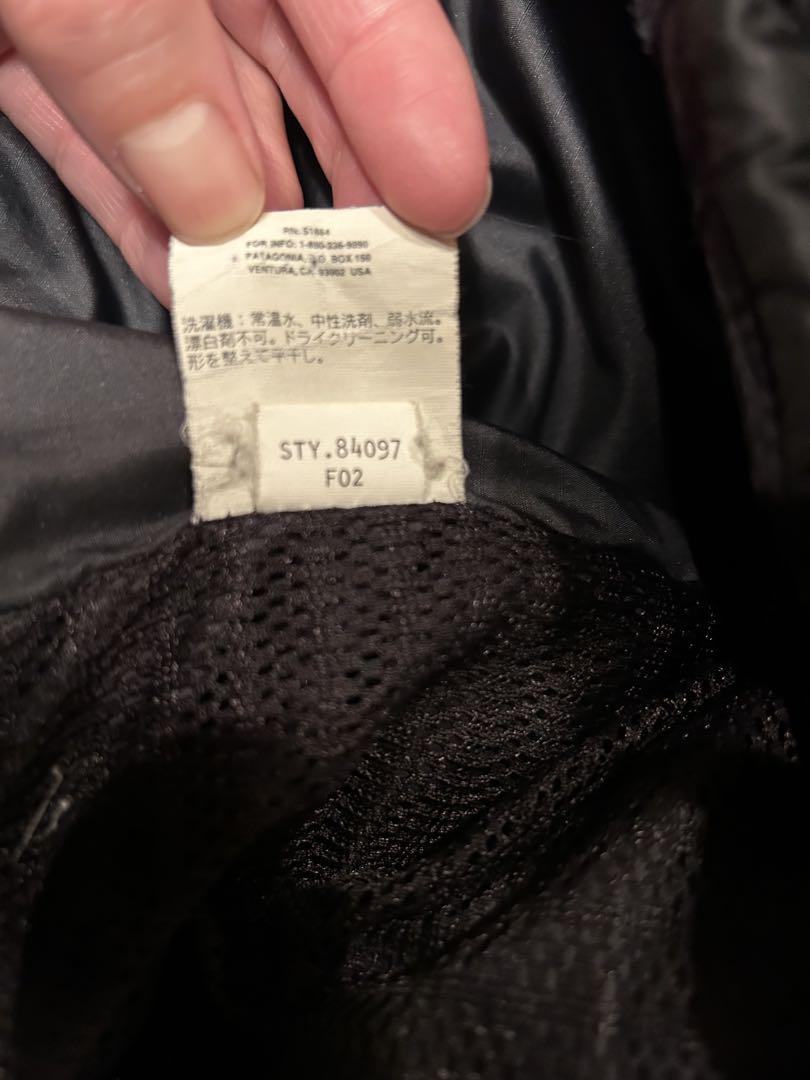 RN: 51884
FOR INFO: 1-800-336-9090
PATAGONIA, P.O. BOX 150
VENTURA, CA 93002 USA
洗濯機：常温水、中性洗剤、弱水流。
漂白剤不可。ドライクリーニング可。
形を整えて平干し。
STY.84097
F02